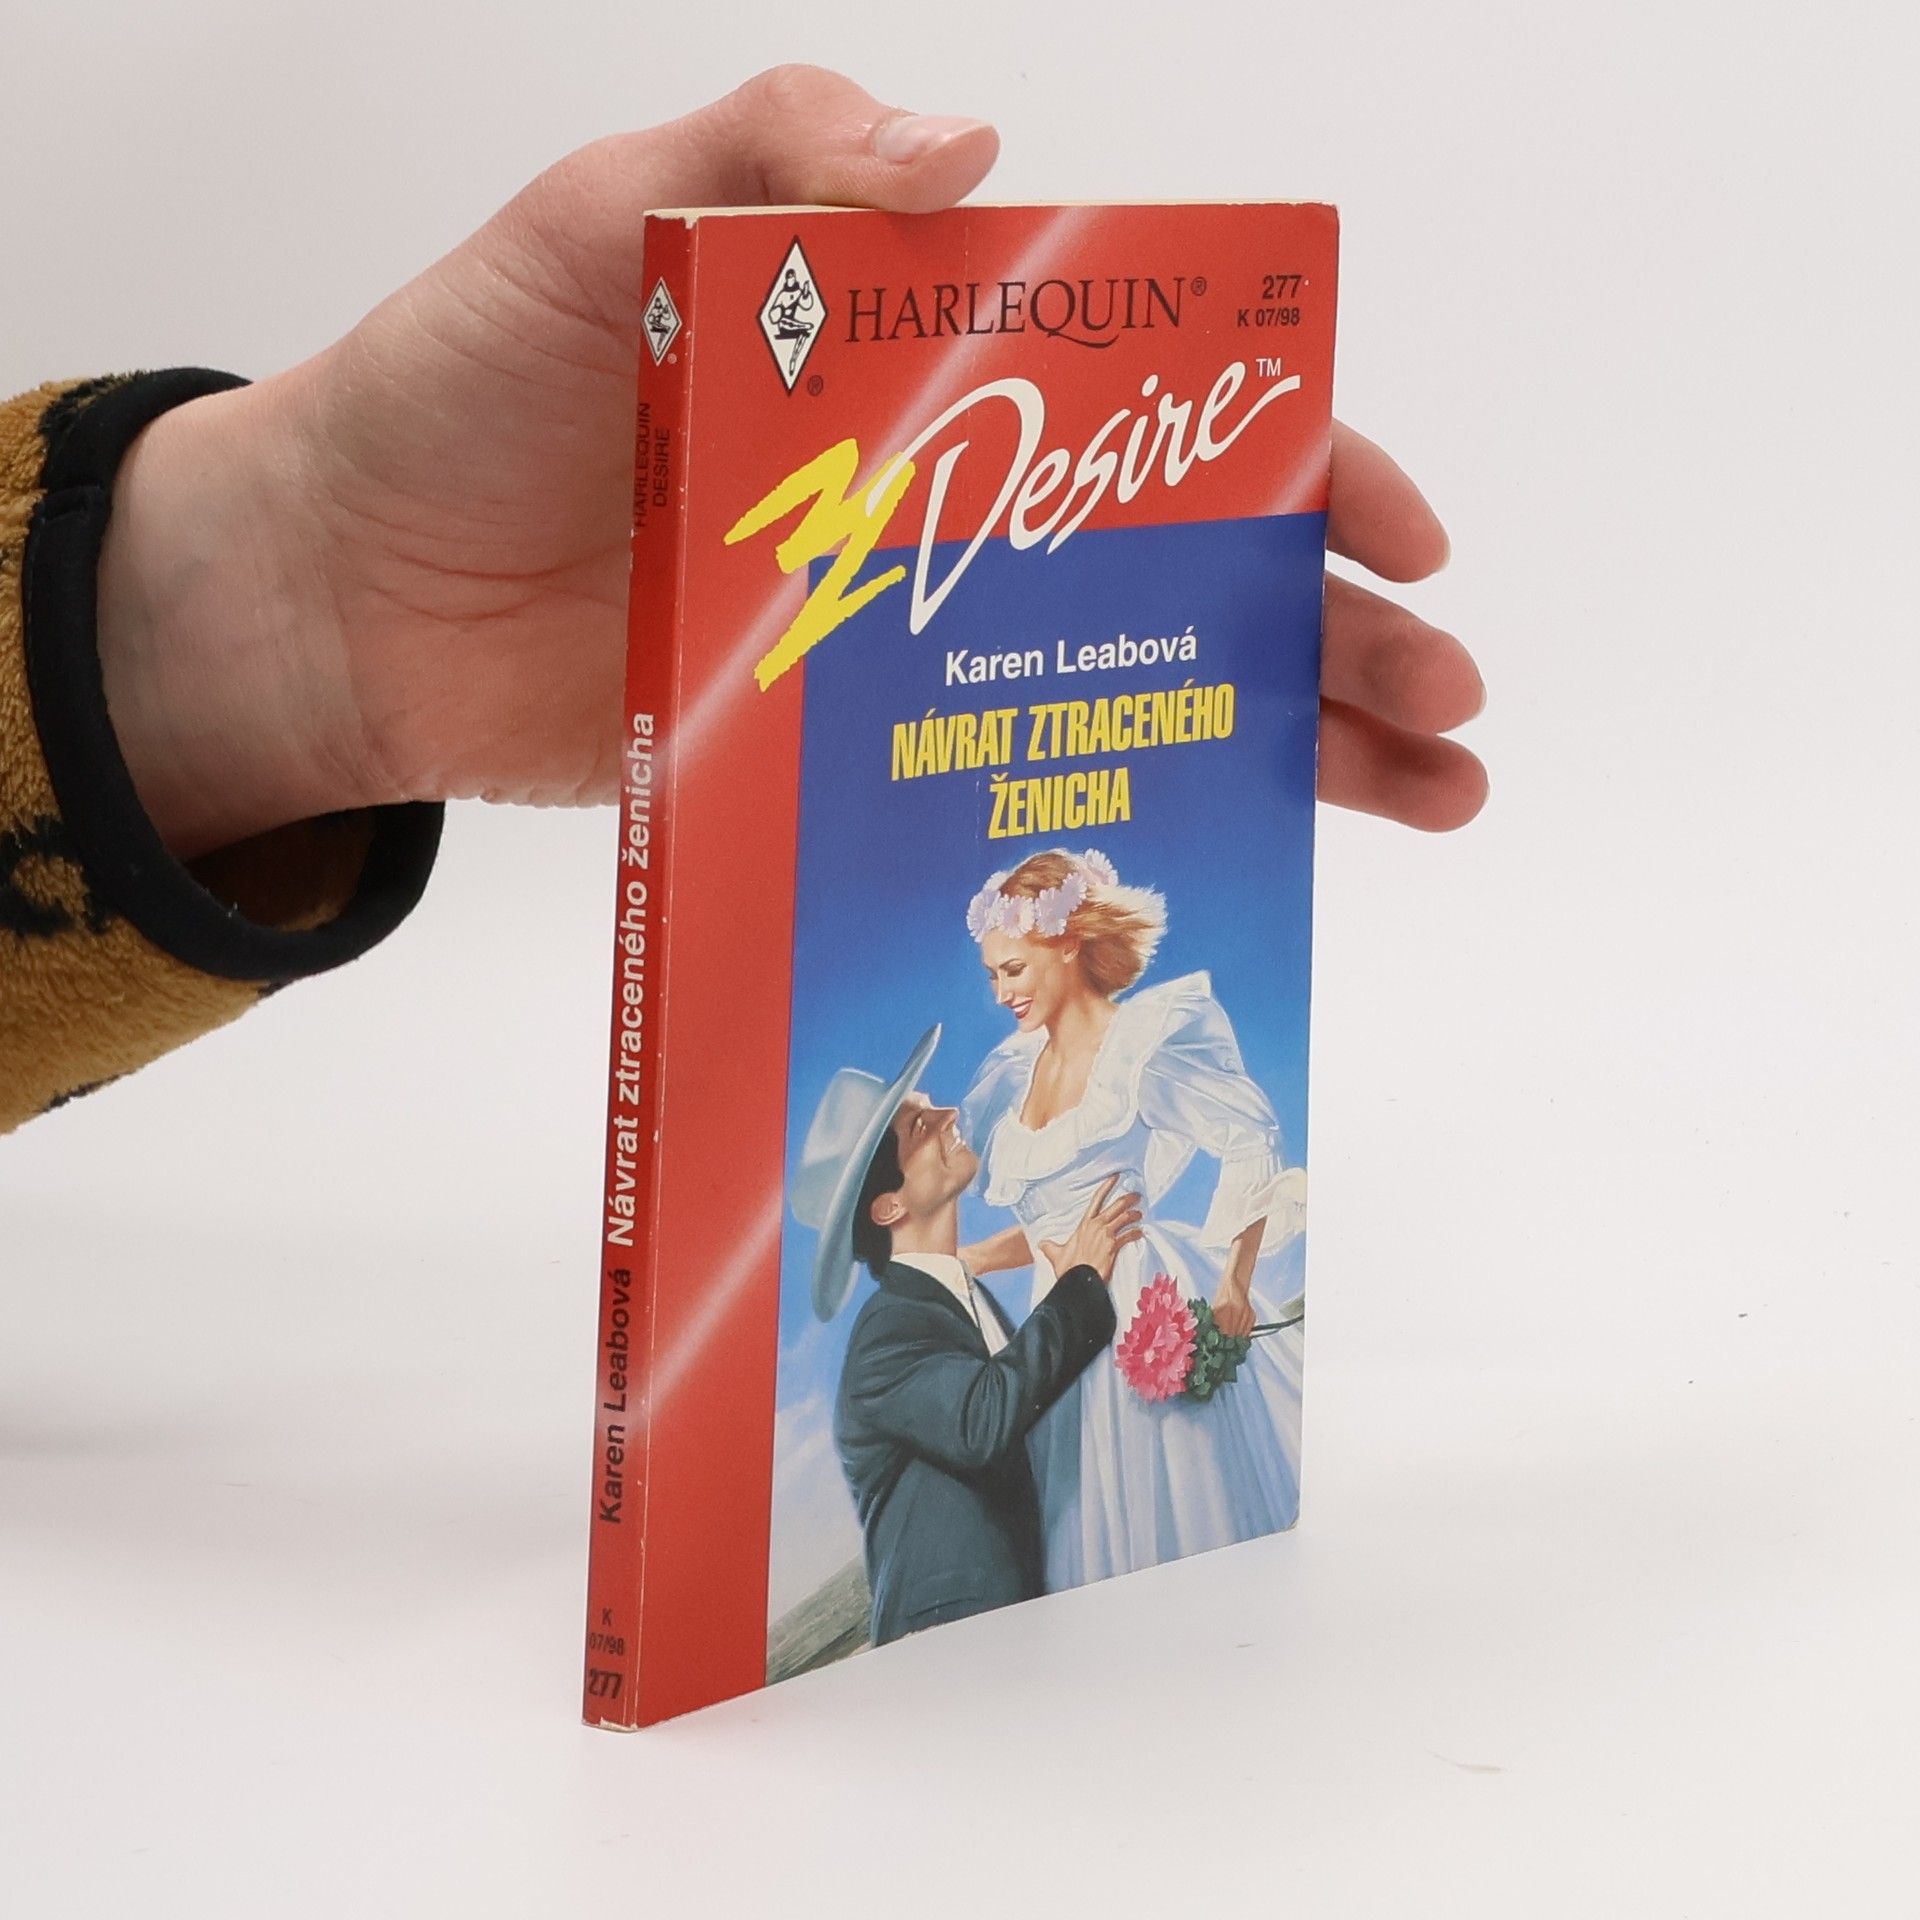 HARLEQUIN®
277
K 07/98
Desire™
Karen Leabová
NÁVRAT ZTRACENÉHO
ŽENICHA
®
®
HARLEQUIN
DESIRE
Karen Leabová Návrat ztraceného ženicha
K
07/98
277